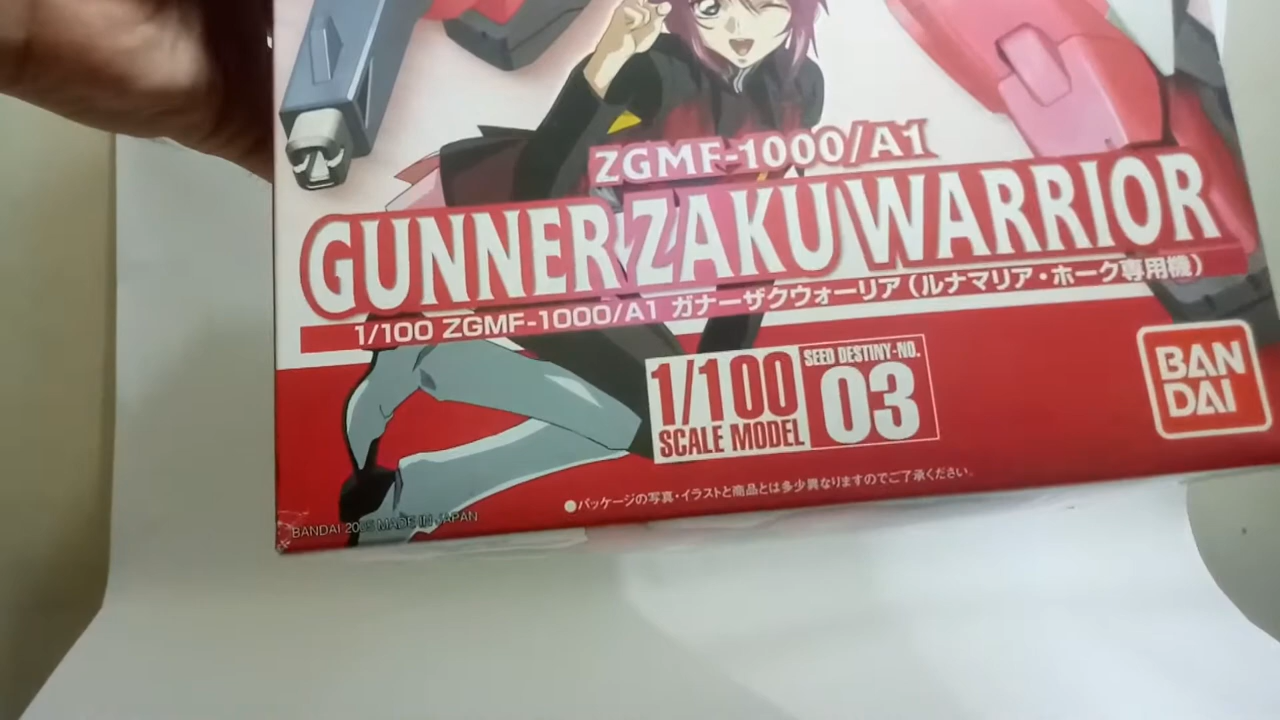 ZGMF-1000/A1
GUNNER ZAKU WARRIOR
1/100 ZGMF-1000/A1 ガナーザクウォーリア (ルナマリア・ホーク専用機)
1/100
SCALE MODEL
SEED DESTINY-NO.
03
BAN
DAI
●パッケージの写真・イラストと商品とは多少異なりますのでご了承ください。
BANDAI 2005 MADE IN JAPAN